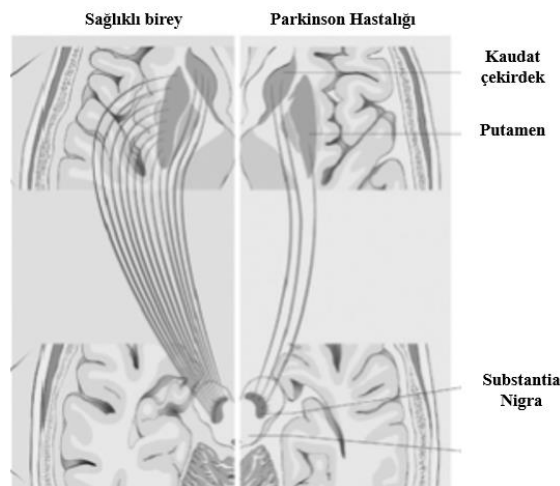 Sağlıklı birey
Parkinson Hastalığı
Kaudat
çekirdek
Putamen
Substantia
Nigra